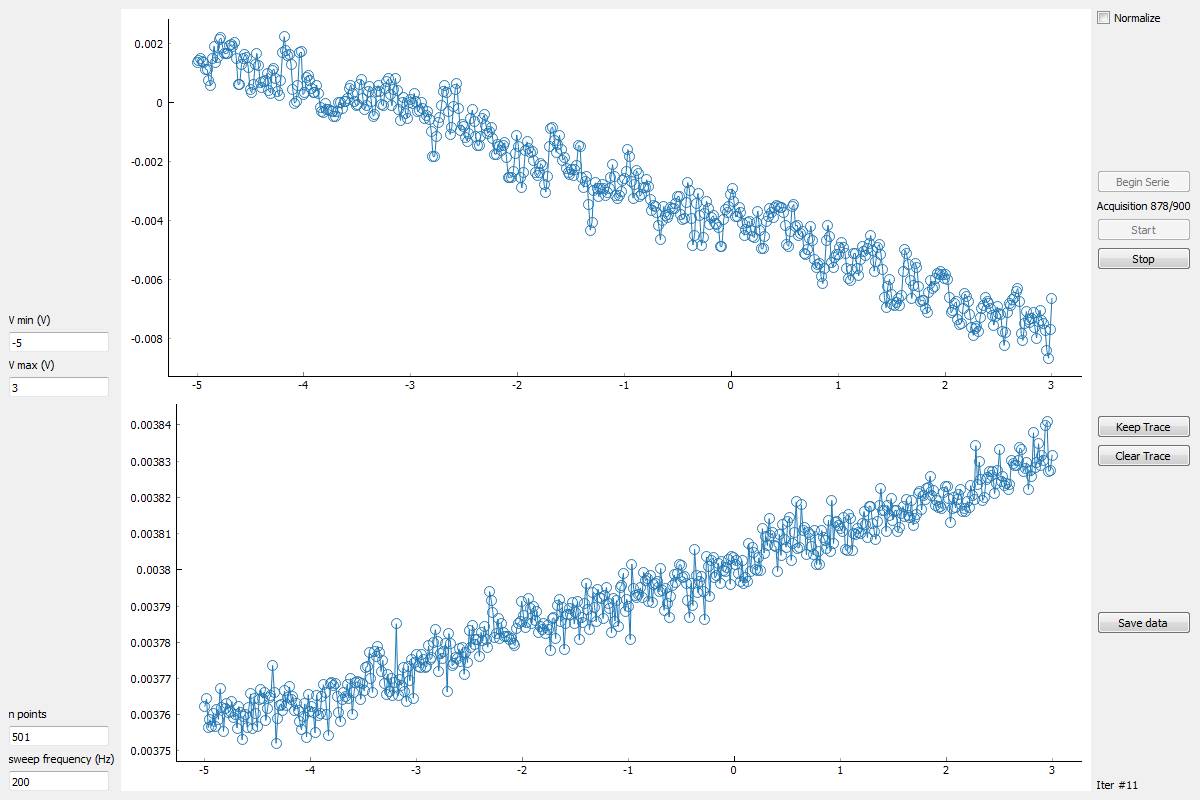 Normalize
0.002
0
-0.002
-0.004
-0.006
-0.008
-5 -4 -3 -2 -1 0 1 2 3
Begin Serie
Acquisition 878/900
Start
Stop
V min (V)
-5
V max (V)
3
0.00384
0.00383
0.00382
0.00381
0.0038
0.00379
0.00378
0.00377
0.00376
0.00375
-5 -4 -3 -2 -1 0 1 2 3
Keep Trace
Clear Trace
Save data
n points
501
sweep frequency (Hz)
200
Iter #11